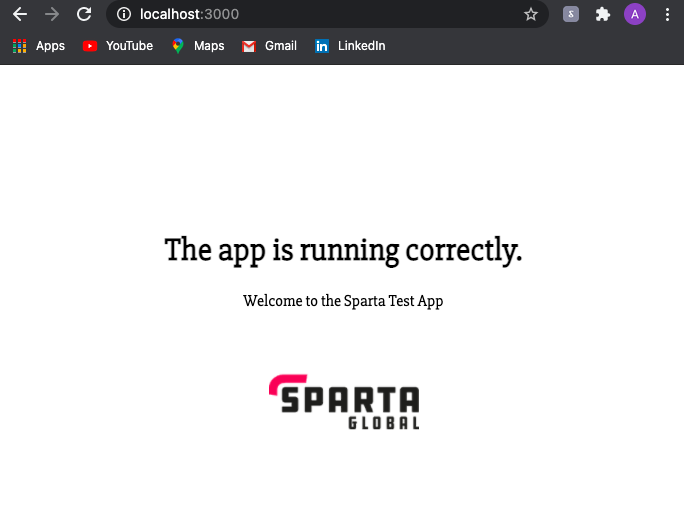 localhost:3000
S
A
Apps
YouTube
Maps
Gmail
LinkedIn
The app is running correctly.
Welcome to the Sparta Test App
SPARTA
GLOBAL